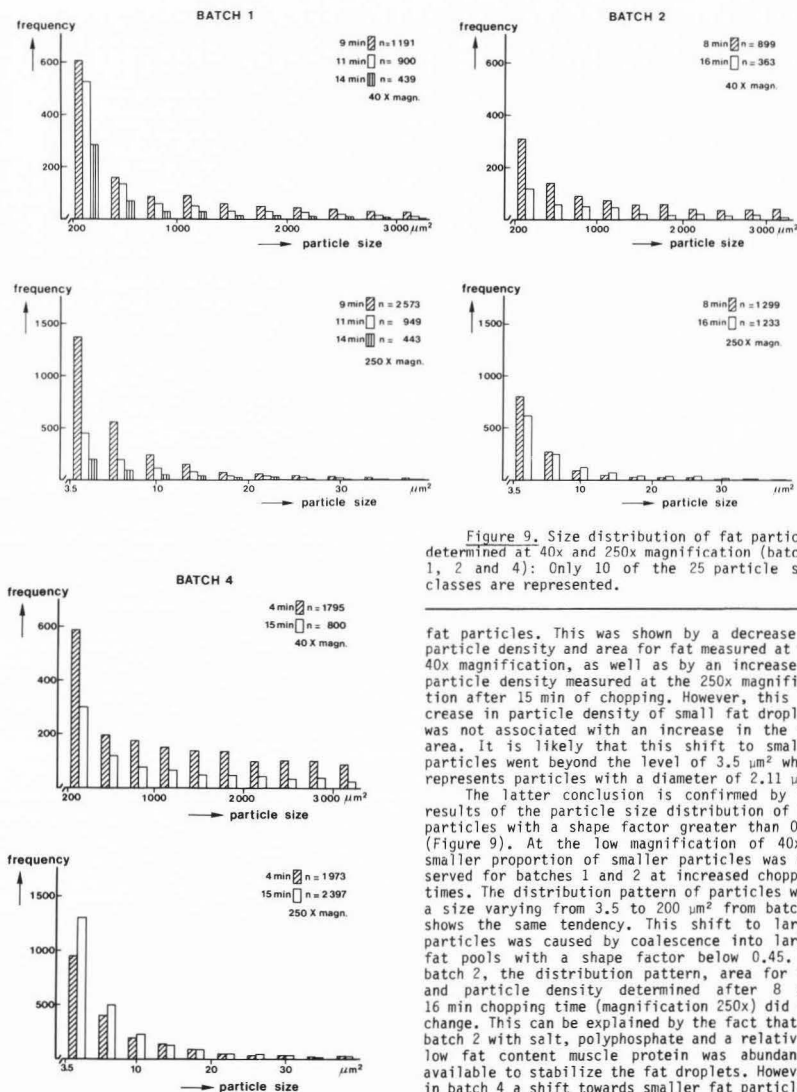 BATCH 1
frequency
9 min n=1191
11 min n= 900
14 min n= 439
40 X magn.
600
400
200
200 1000 2000 3000 μm²
particle size
BATCH 2
frequency
8 min n= 899
16 min n= 363
40 X magn.
600
400
200
200 1000 2000 3000 μm²
particle size
frequency
9 min n = 2573
11 min n= 949
14 min n= 443
250 X magn.
1500
1000
500
3.5 10 20 30 μm²
particle size
frequency
8 min n=1299
16 min n=1233
250 X magn.
1500
1000
500
3.5 10 20 30 μm²
particle size
Figure 9. Size distribution of fat partic
determined at 40x and 250x magnification (batc
1, 2 and 4): Only 10 of the 25 particle s
classes are represented.
BATCH 4
frequency
4 min n=1795
15 min n= 800
40 X magn.
600
400
200
200 1000 2000 3000 μm²
particle size
frequency
4 min n=1973
15 min n=2397
250 X magn.
1500
1000
500
3.5 10 20 30 μm²
particle size
fat particles. This was shown by a decrease
particle density and area for fat measured at
40x magnification, as well as by an increase
particle density measured at the 250x magnifi
tion after 15 min of chopping. However, this
crease in particle density of small fat dropl
was not associated with an increase in the
area. It is likely that this shift to smal
particles went beyond the level of 3.5 μm² wh
represents particles with a diameter of 2.11 μ
The latter conclusion is confirmed by
results of the particle size distribution of
particles with a shape factor greater than 0
(Figure 9). At the low magnification of 40x
smaller proportion of smaller particles was
served for batches 1 and 2 at increased chopp
times. The distribution pattern of particles w
a size varying from 3.5 to 200 μm² from batc
shows the same tendency. This shift to lar
particles was caused by coalescence into lar
fat pools with a shape factor below 0.45.
batch 2, the distribution pattern, area for
and particle density determined after 8
16 min chopping time (magnification 250x) did
change. This can be explained by the fact that
batch 2 with salt, polyphosphate and a relativ
low fat content muscle protein was abundan
available to stabilize the fat droplets. Howev
in batch 4 a shift towards smaller fat particl